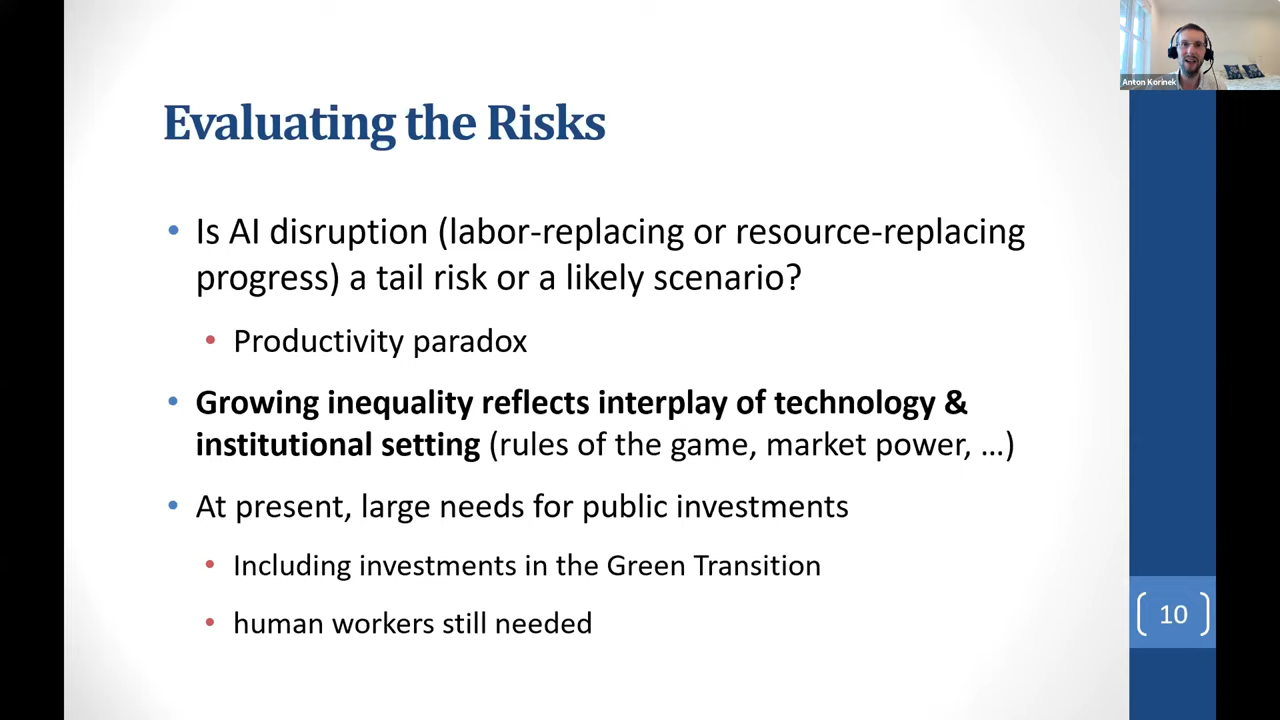 Anton Korinek
Evaluating the Risks
• Is AI disruption (labor-replacing or resource-replacing
progress) a tail risk or a likely scenario?
• Productivity paradox
• Growing inequality reflects interplay of technology &
institutional setting (rules of the game, market power, …)
• At present, large needs for public investments
• Including investments in the Green Transition
• human workers still needed
10